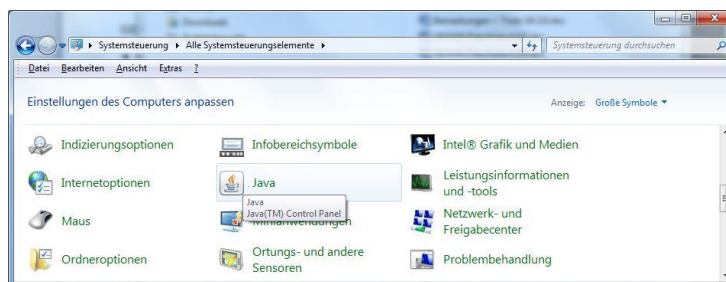 Systemsteuerung ▸ Alle Systemsteuerungselemente ▸
Systemsteuerung durchsuchen
Datei Bearbeiten Ansicht Extras ?
Einstellungen des Computers anpassen
Anzeige: Große Symbole
Indizierungsoptionen
Infobereichsymbole
Intel® Grafik und Medien
Internetoptionen
Java
Leistungsinformationen
und -tools
Java
Java(TM) Control Panel
Maus
Minianwendungen
Netzwerk- und
Freigabecenter
Ordneroptionen
Ortungs- und andere
Sensoren
Problembehandlung